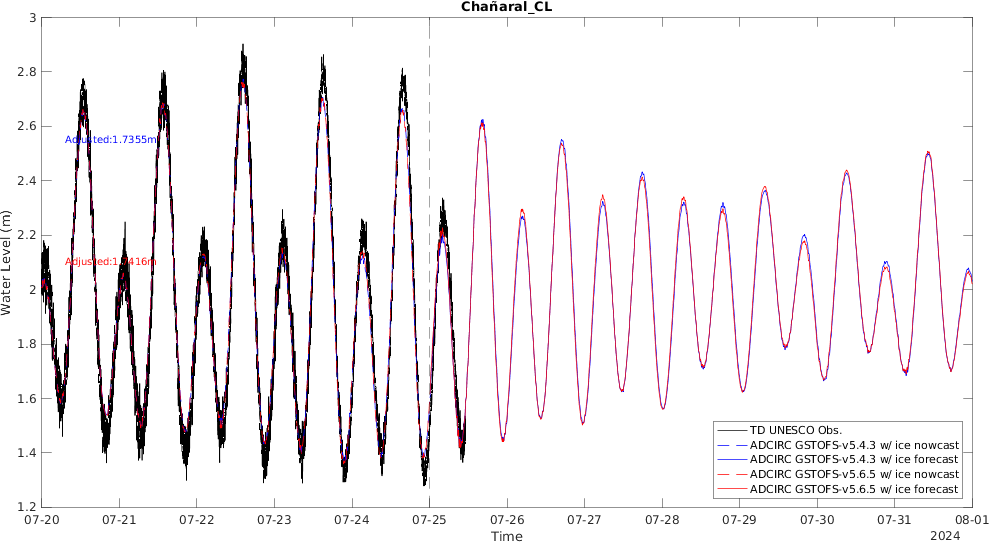 Chañaral_CL
3
2.8
2.6
2.4
2.2
2
1.8
1.6
1.4
1.2
Water Level (m)
Adjusted:1.7355m
TD UNESCO Obs.
ADCIRC GSTOFS-v5.4.3 w/ ice nowcast
ADCIRC GSTOFS-v5.4.3 w/ ice forecast
ADCIRC GSTOFS-v5.6.5 w/ ice nowcast
ADCIRC GSTOFS-v5.6.5 w/ ice forecast
07-20 07-21 07-22 07-23 07-24 07-25 07-26 07-27 07-28 07-29 07-30 07-31 08-01
Time
2024